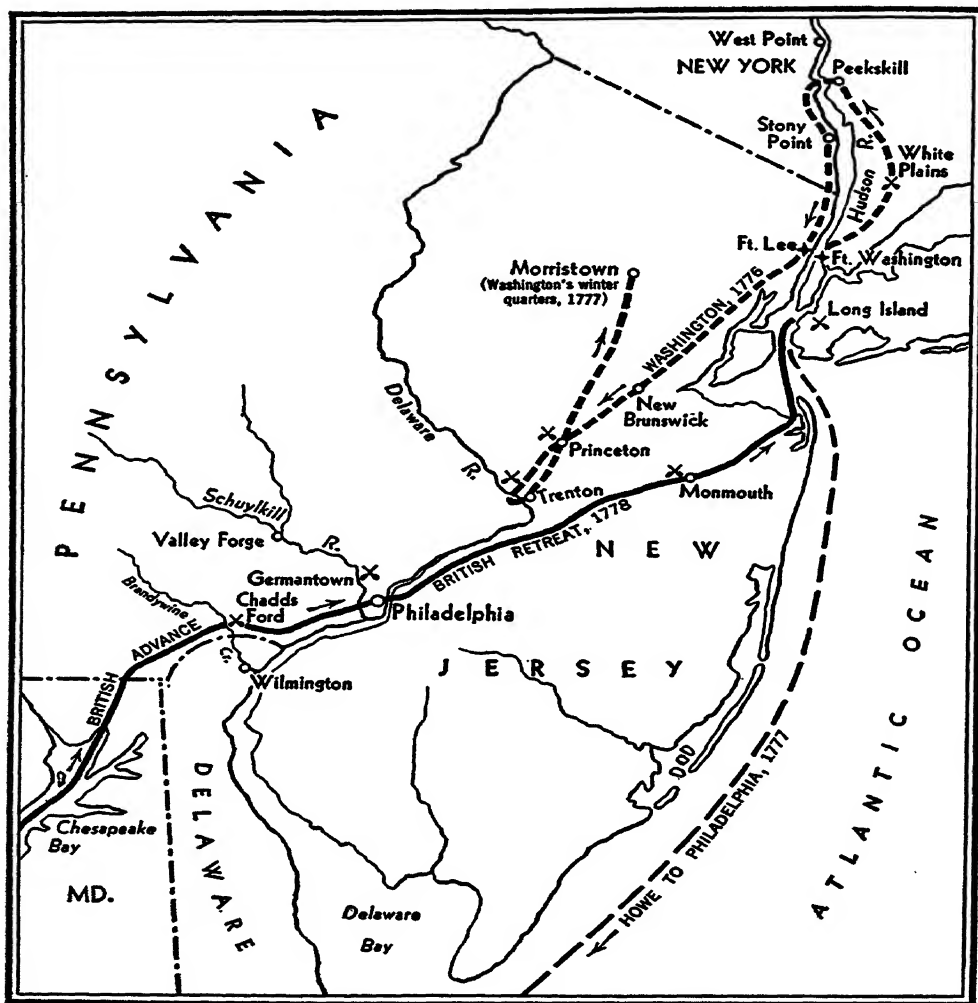 West Point
NEW YORK
Peekskill
Stony
Point
Hudson R.
White
Plains
PENNSYLVANIA
Ft. Lee
Ft. Washington
Morristown
(Washington's winter
quarters, 1777)
WASHINGTON, 1776
Long Island
Delaware R.
New
Brunswick
Princeton
Trenton
Monmouth
Schuylkill R.
Valley Forge
BRITISH RETREAT, 1778
NEW
JERSEY
Germantown
Brandywine Cr.
Chadds
Ford
Philadelphia
BRITISH ADVANCE
Wilmington
ATLANTIC OCEAN
DOD
HOWE TO PHILADELPHIA, 1777
DELAWARE
Chesapeake
Bay
MD.
Delaware
Bay